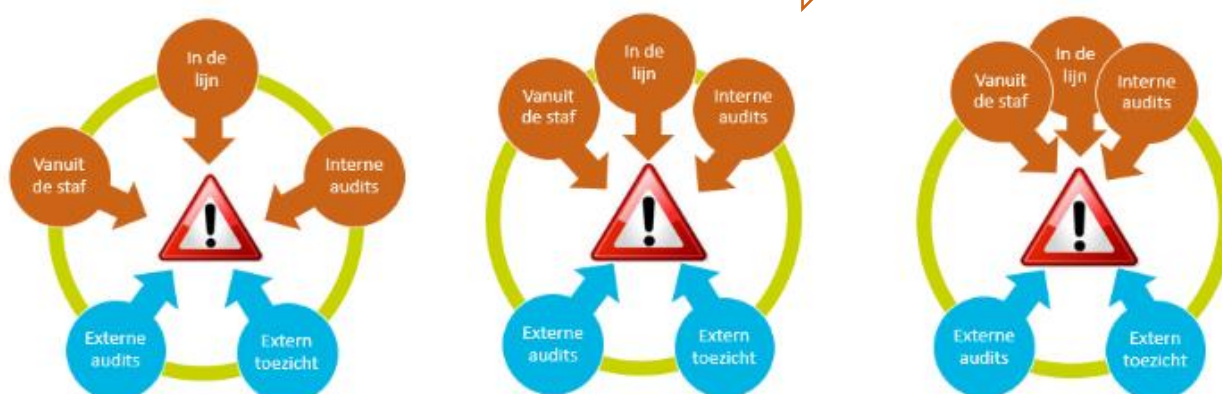 In de
lijn
Vanuit
de staf
Interne
audits
!
Externe
audits
Extern
toezicht
In de
lijn
Vanuit
de staf
Interne
audits
!
Externe
audits
Extern
toezicht
In de
lijn
Vanuit
de staf
Interne
audits
!
Externe
audits
Extern
toezicht